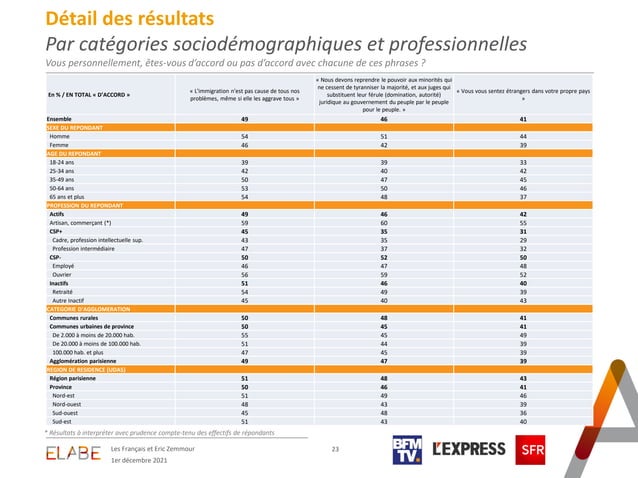 Détail des résultats
Par catégories sociodémographiques et professionnelles
Vous personnellement, êtes-vous d'accord ou pas d'accord avec chacune de ces phrases ?
En % / EN TOTAL « D'ACCORD »
« L'immigration n'est pas cause de tous nos
problèmes, même si elle les aggrave tous »
« Nous devons reprendre le pouvoir aux minorités qui
ne cessent de tyranniser la majorité, et aux juges qui
substituent leur férule (domination, autorité)
juridique au gouvernement du peuple par le peuple
pour le peuple. »
« Vous vous sentez étrangers dans votre propre pays
»
Ensemble 49 46 41
SEXE DU REPONDANT
Homme 54 51 44
Femme 46 42 39
AGE DU REPONDANT
18-24 ans 39 39 33
25-34 ans 42 40 42
35-49 ans 50 47 45
50-64 ans 53 50 46
65 ans et plus 54 48 37
PROFESSION DU REPONDANT
Actifs 49 46 42
Artisan, commerçant (*) 59 60 55
CSP+ 45 35 31
Cadre, profession intellectuelle sup. 43 35 29
Profession intermédiaire 47 37 32
CSP- 50 52 50
Employé 46 47 48
Ouvrier 56 59 52
Inactifs 51 46 40
Retraité 54 49 39
Autre Inactif 45 40 43
CATEGORIE D'AGGLOMERATION
Communes rurales 50 48 41
Communes urbaines de province 50 45 41
De 2.000 à moins de 20.000 hab. 55 45 49
De 20.000 à moins de 100.000 hab. 51 44 39
100.000 hab. et plus 47 45 39
Agglomération parisienne 49 47 39
REGION DE RESIDENCE (UDA5)
Région parisienne 51 48 43
Province 50 46 41
Nord-est 51 49 46
Nord-ouest 48 43 39
Sud-ouest 45 48 36
Sud-est 51 43 40
* Résultats à interpréter avec prudence compte-tenu des effectifs de répondants
ELABE
Les Français et Eric Zemmour
1er décembre 2021
23
BFM
TV.
L'EXPRESS
SFR